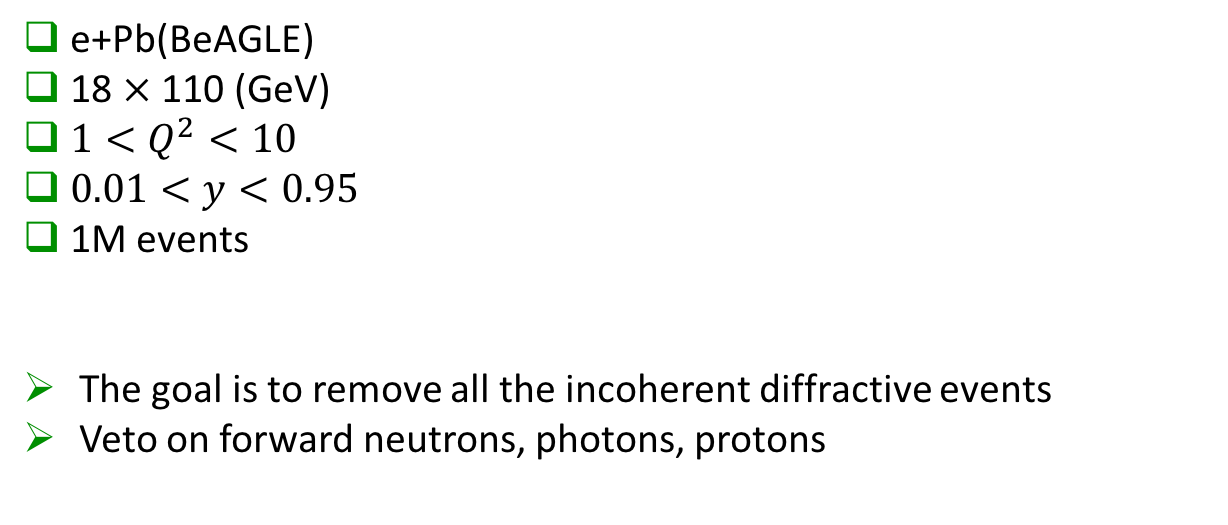 ❑ e+Pb(BeAGLE)
❑ 18 × 110 (GeV)
❑ 1 < Q² < 10
❑ 0.01 < y < 0.95
❑ 1M events
➢ The goal is to remove all the incoherent diffractive events
➢ Veto on forward neutrons, photons, protons